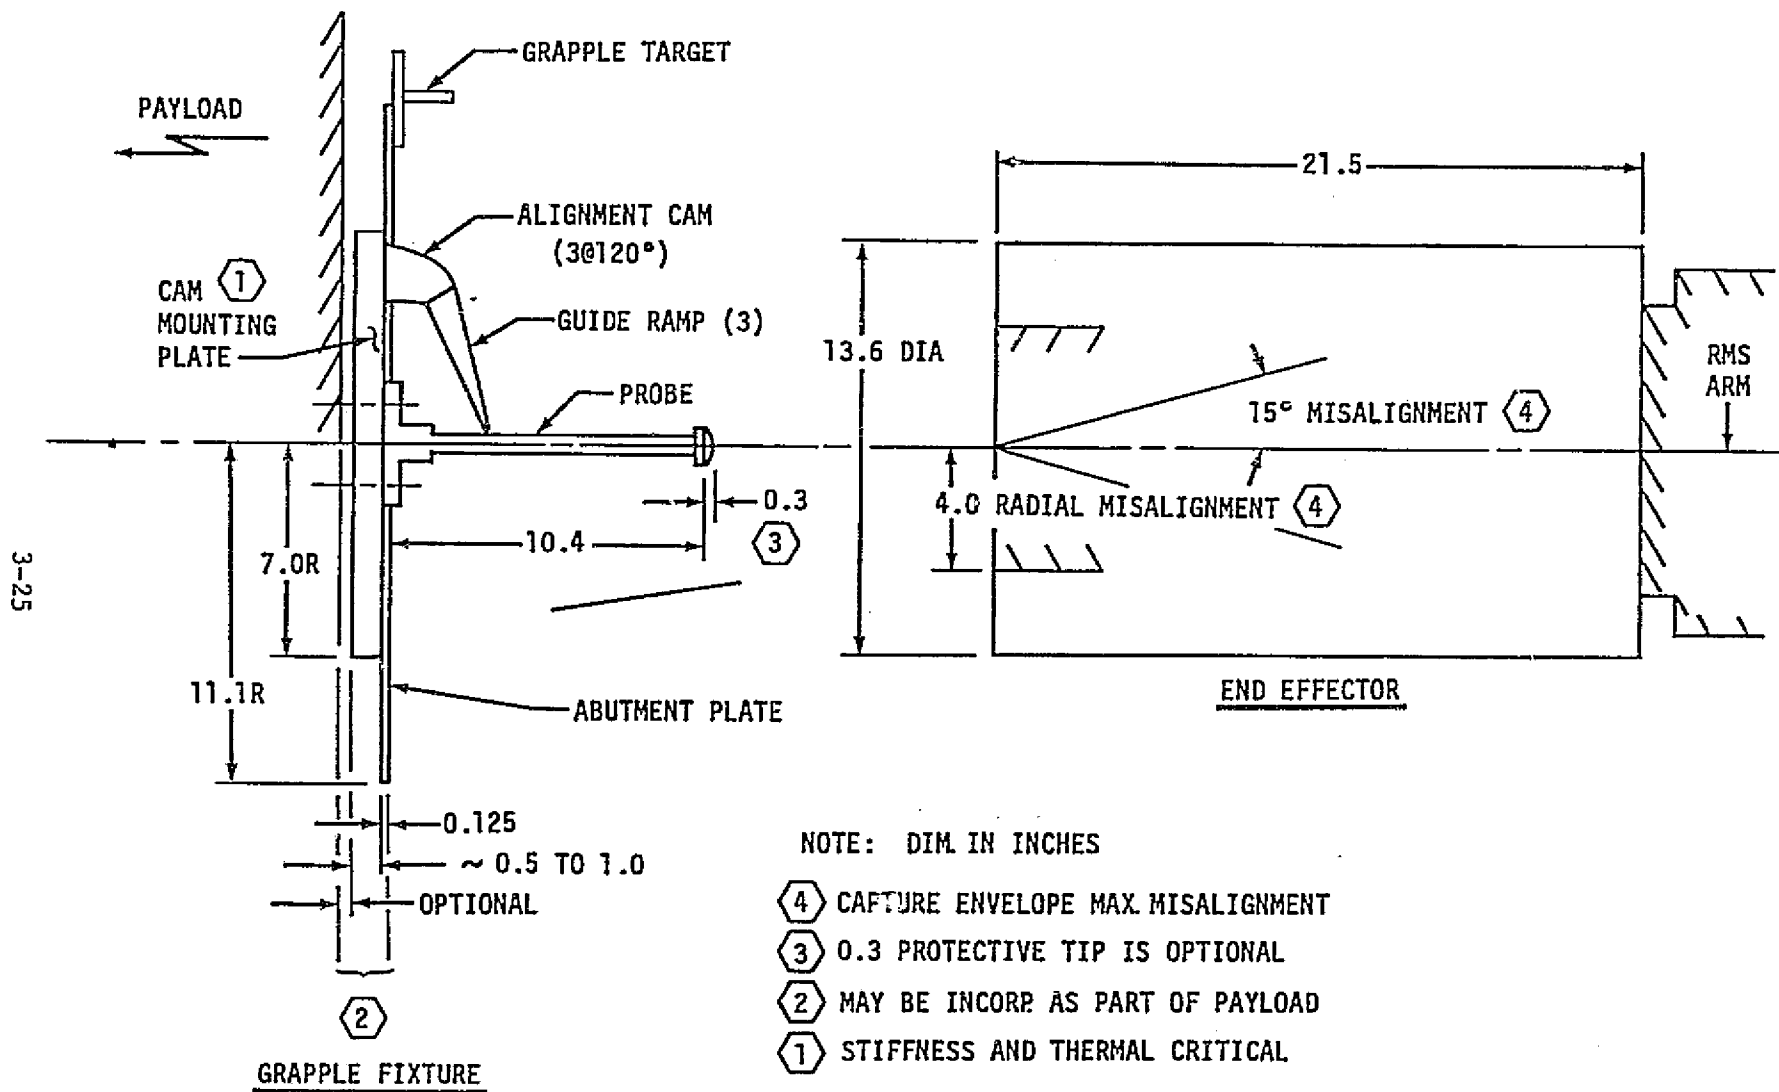 GRAPPLE TARGET
PAYLOAD
21.5
ALIGNMENT CAM
(3@120°)
CAM 1
MOUNTING
PLATE
GUIDE RAMP (3)
13.6 DIA
RMS
ARM
PROBE
15° MISALIGNMENT 4
4.0 RADIAL MISALIGNMENT 4
0.3
3
10.4
7.0R
3-25
11.1R
ABUTMENT PLATE
END EFFECTOR
0.125
~ 0.5 TO 1.0
OPTIONAL
2
GRAPPLE FIXTURE
NOTE: DIM. IN INCHES
4 CAPTURE ENVELOPE MAX. MISALIGNMENT
3 0.3 PROTECTIVE TIP IS OPTIONAL
2 MAY BE INCORP. AS PART OF PAYLOAD
1 STIFFNESS AND THERMAL CRITICAL